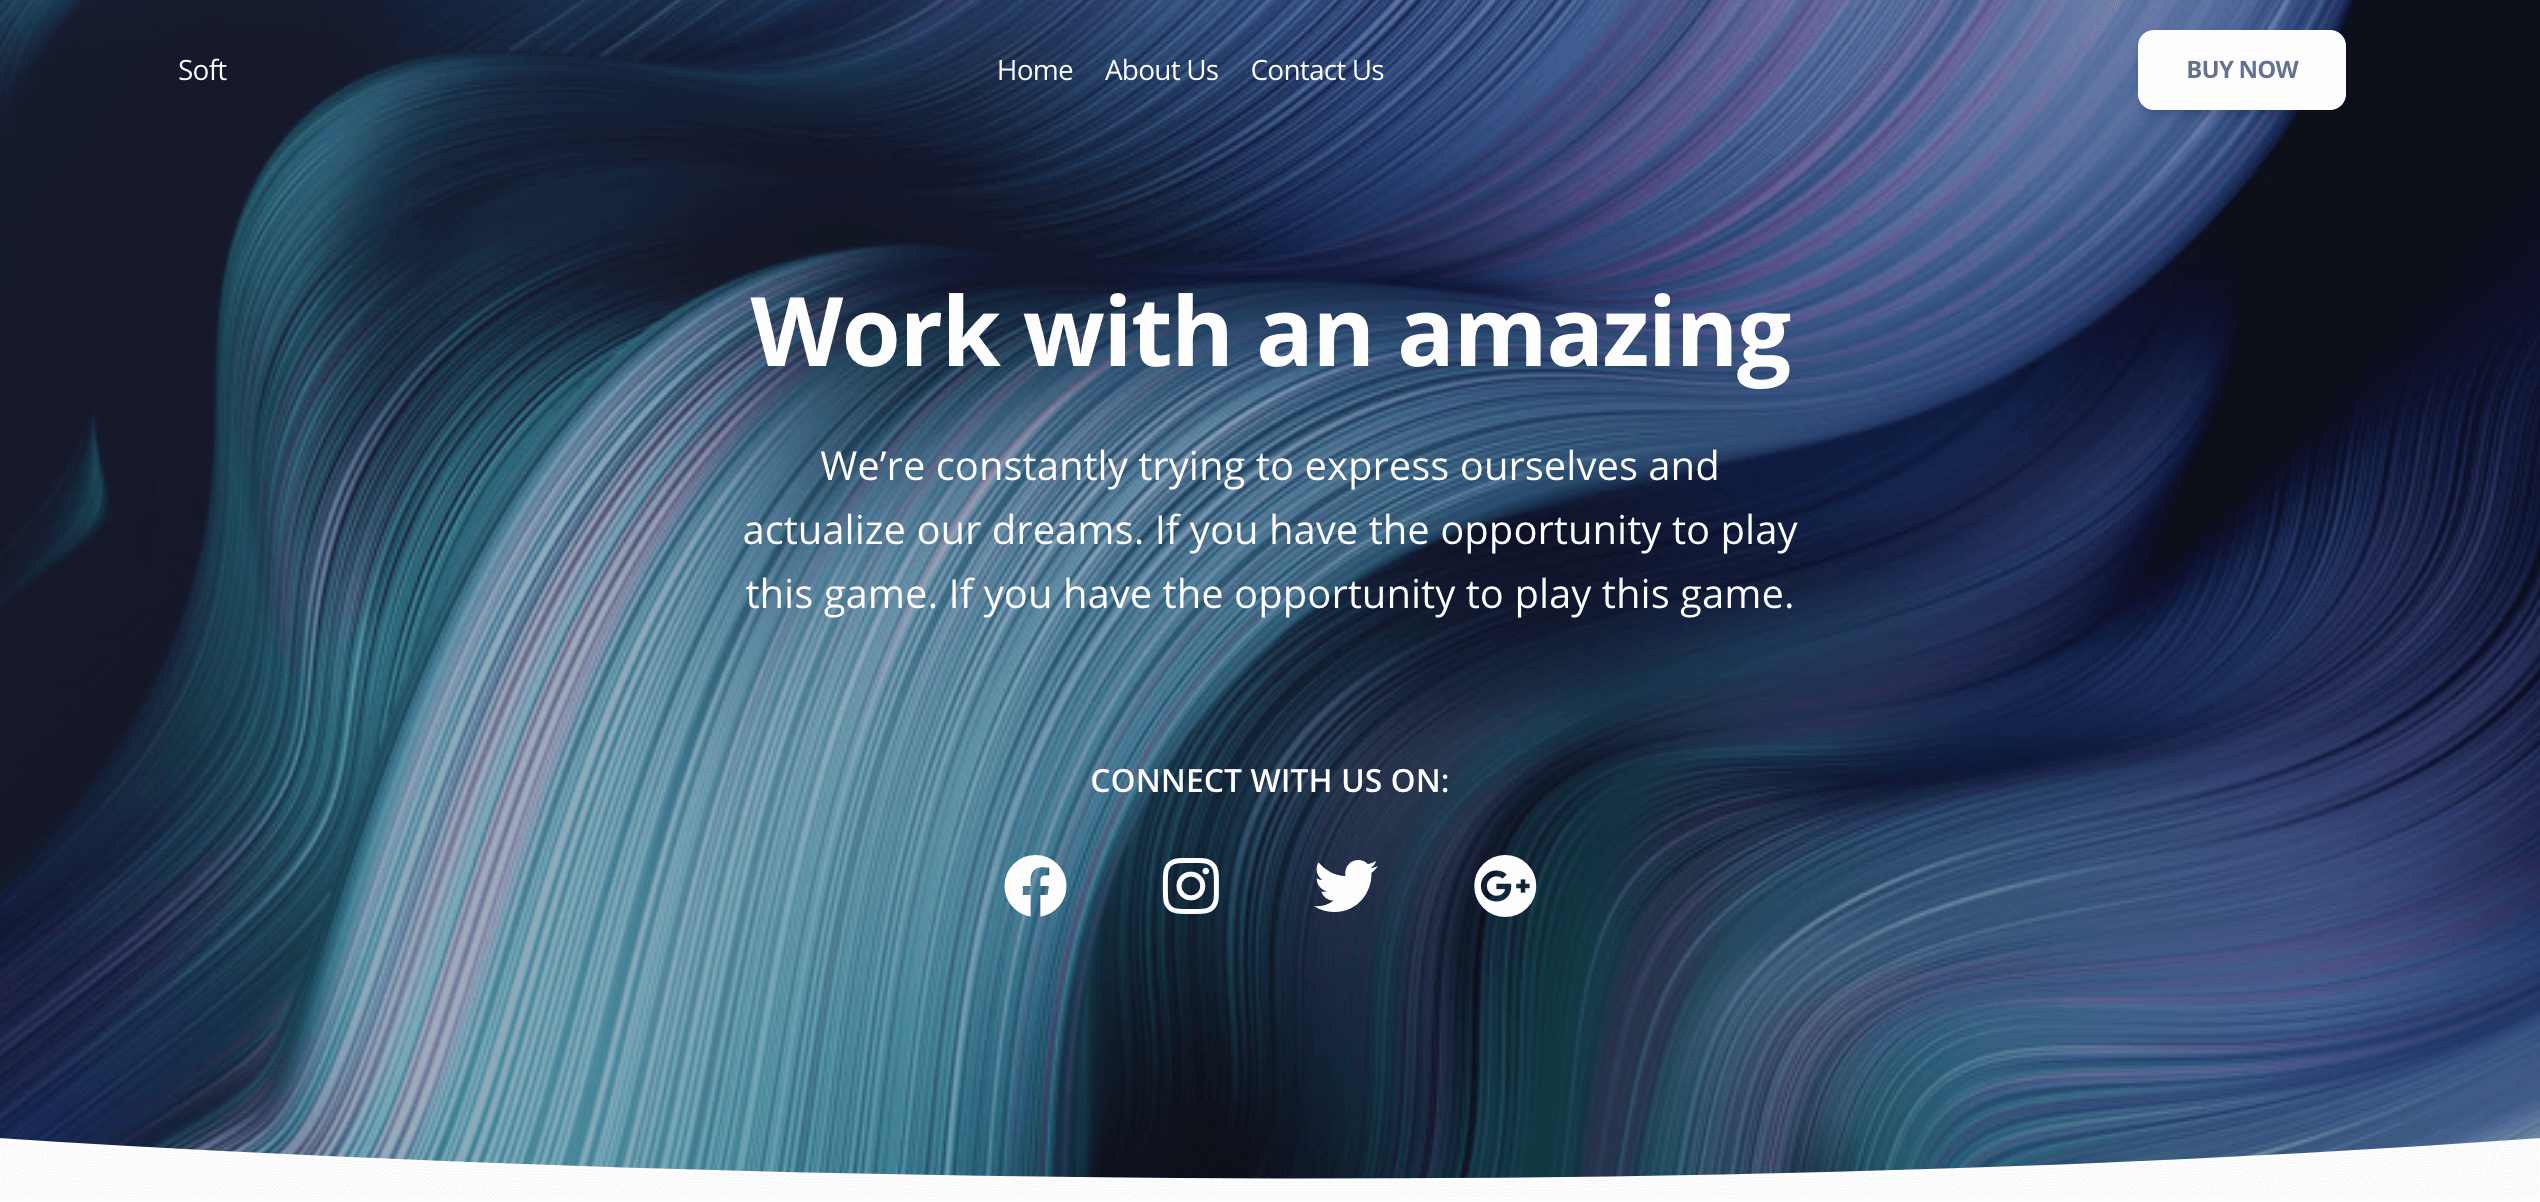 Soft
Home About Us Contact Us
BUY NOW
Work with an amazing
We’re constantly trying to express ourselves and
actualize our dreams. If you have the opportunity to play
this game. If you have the opportunity to play this game.
CONNECT WITH US ON: